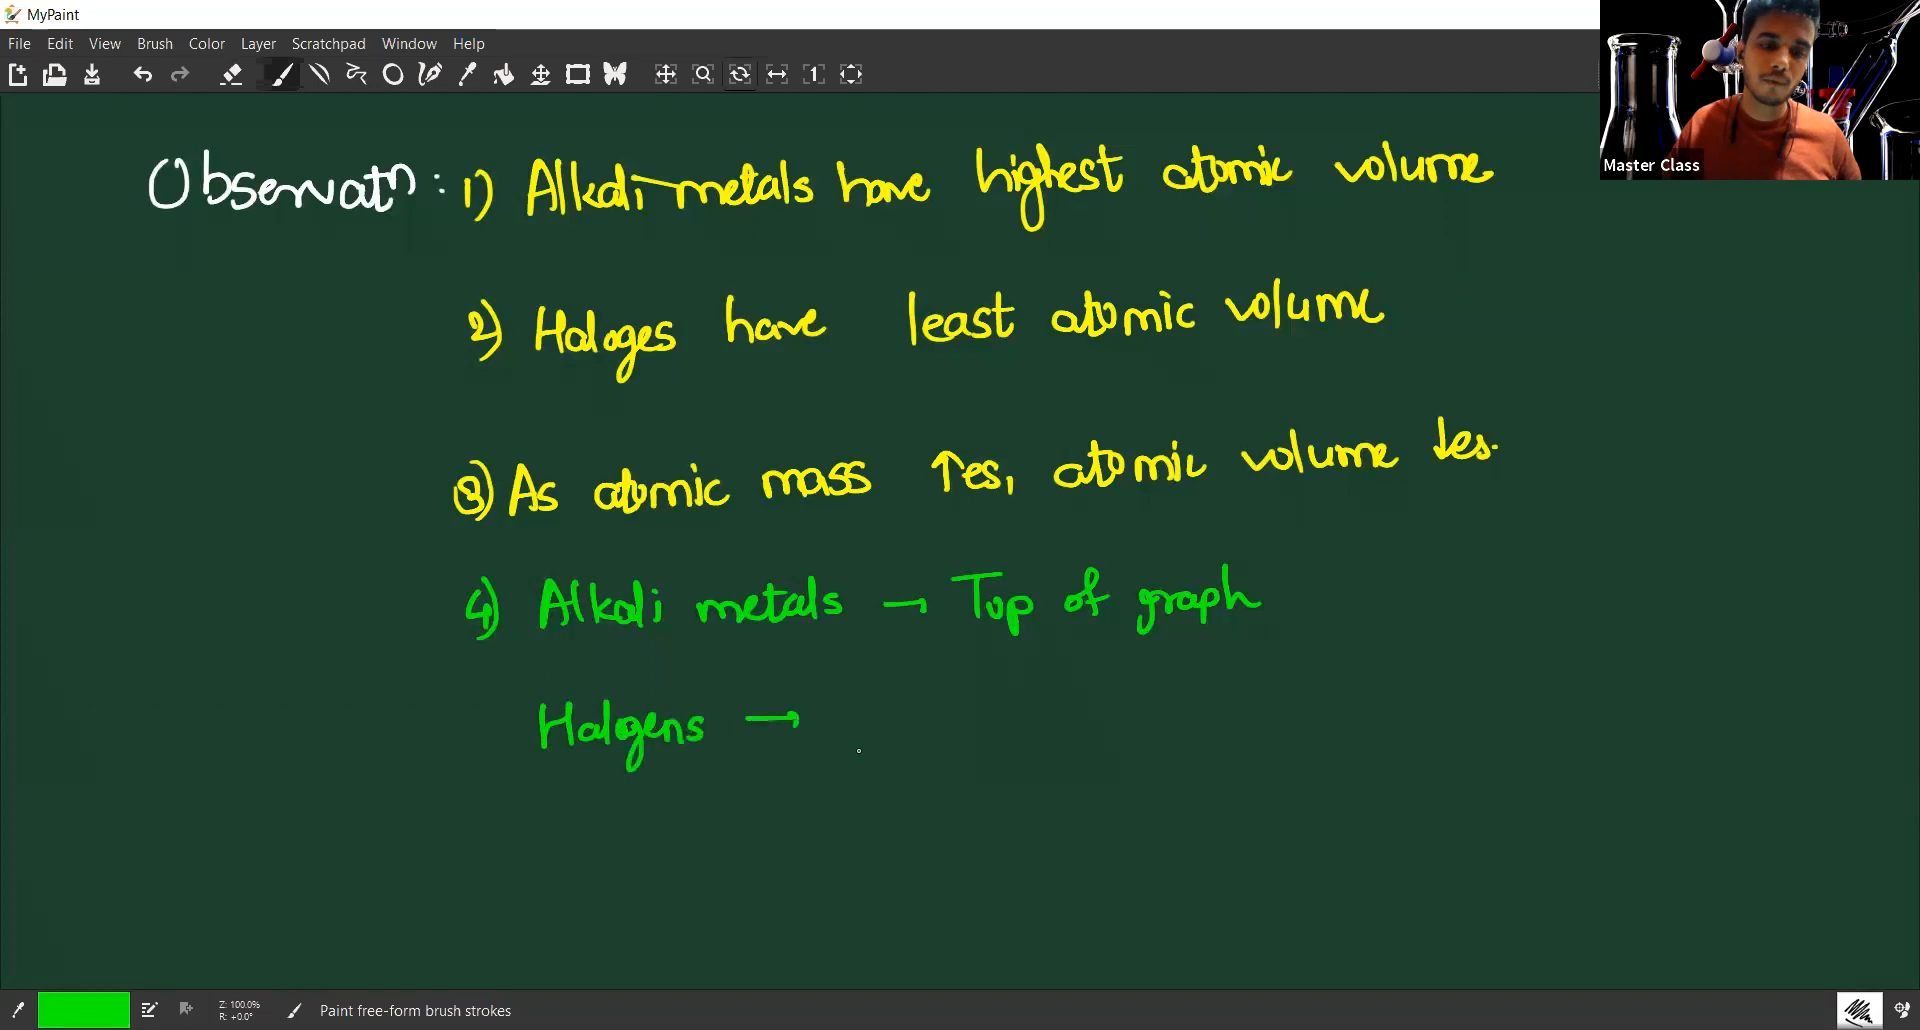 MyPaint
File Edit View Brush Color Layer Scratchpad Window Help
Master Class
Observatn : 1) Alkali metals have highest atomic volume
2) Haloges have least atomic volume
3) As atomic mass ↑es, atomic volume ↓es.
4) Alkali metals → Top of graph
Halogens →
Z: 100.0%
R: +0.0°
Paint free-form brush strokes